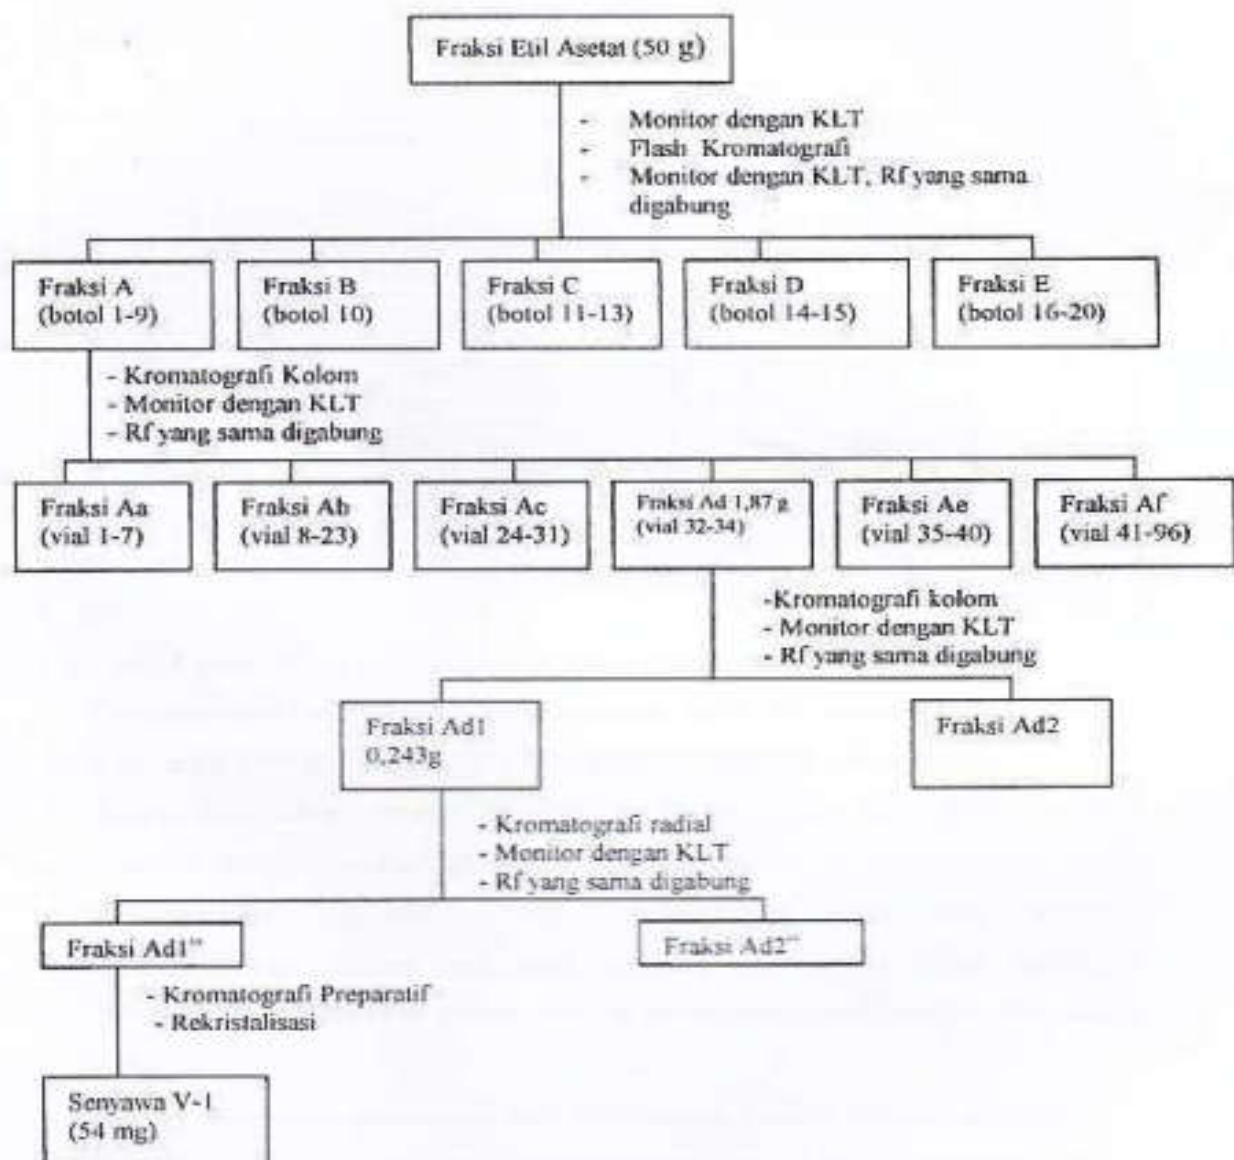 Fraksi Etil Asetat (50 g)
- Monitor dengan KLT
- Flash Kromatografi
- Monitor dengan KLT, Rf yang sama
digabung
Fraksi A
(botol 1-9)
Fraksi B
(botol 10)
Fraksi C
(botol 11-13)
Fraksi D
(botol 14-15)
Fraksi E
(botol 16-20)
- Kromatografi Kolom
- Monitor dengan KLT
- Rf yang sama digabung
Fraksi Aa
(vial 1-7)
Fraksi Ab
(vial 8-23)
Fraksi Ac
(vial 24-31)
Fraksi Ad 1,87 g
(vial 32-34)
Fraksi Ae
(vial 35-40)
Fraksi Af
(vial 41-96)
-Kromatografi kolom
- Monitor dengan KLT
- Rf yang sama digabung
Fraksi Ad1
0,243g
Fraksi Ad2
- Kromatografi radial
- Monitor dengan KLT
- Rf yang sama digabung
Fraksi Ad1"
Fraksi Ad2"
- Kromatografi Preparatif
- Rekristalisasi
Senyawa V-1
(54 mg)